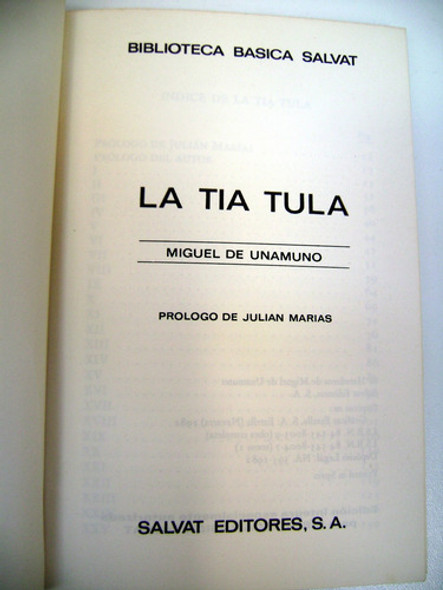 BIBLIOTECA BASICA SALVAT
LA TIA TULA
MIGUEL DE UNAMUNO
PROLOGO DE JULIAN MARIAS
SALVAT EDITORES, S.A.